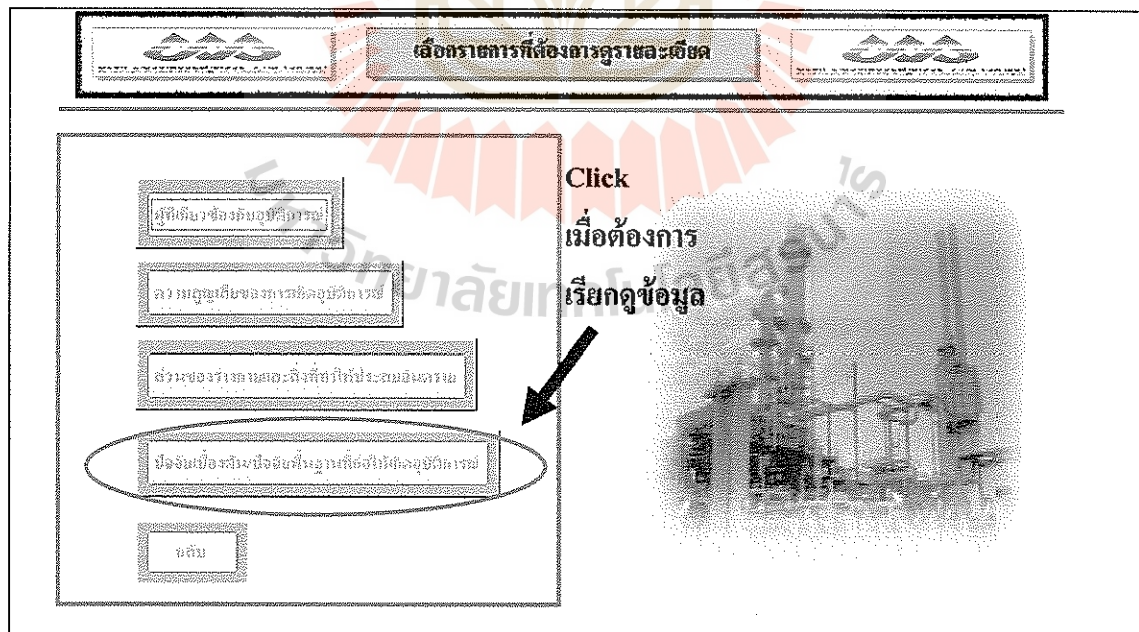 เลือกรายการที่ต้องการดูรายละเอียด
ผู้ที่เกี่ยวข้องกับอุบัติการณ์
ความสูญเสียของการเกิดอุบัติการณ์
ส่วนของร่างกายและสิ่งที่ทำให้ประสบอันตราย
ปัจจัยเบื้องต้น/ปัจจัยพื้นฐานที่ก่อให้เกิดอุบัติการณ์
กลับ
Click
เมื่อต้องการ
เรียกดูข้อมูล